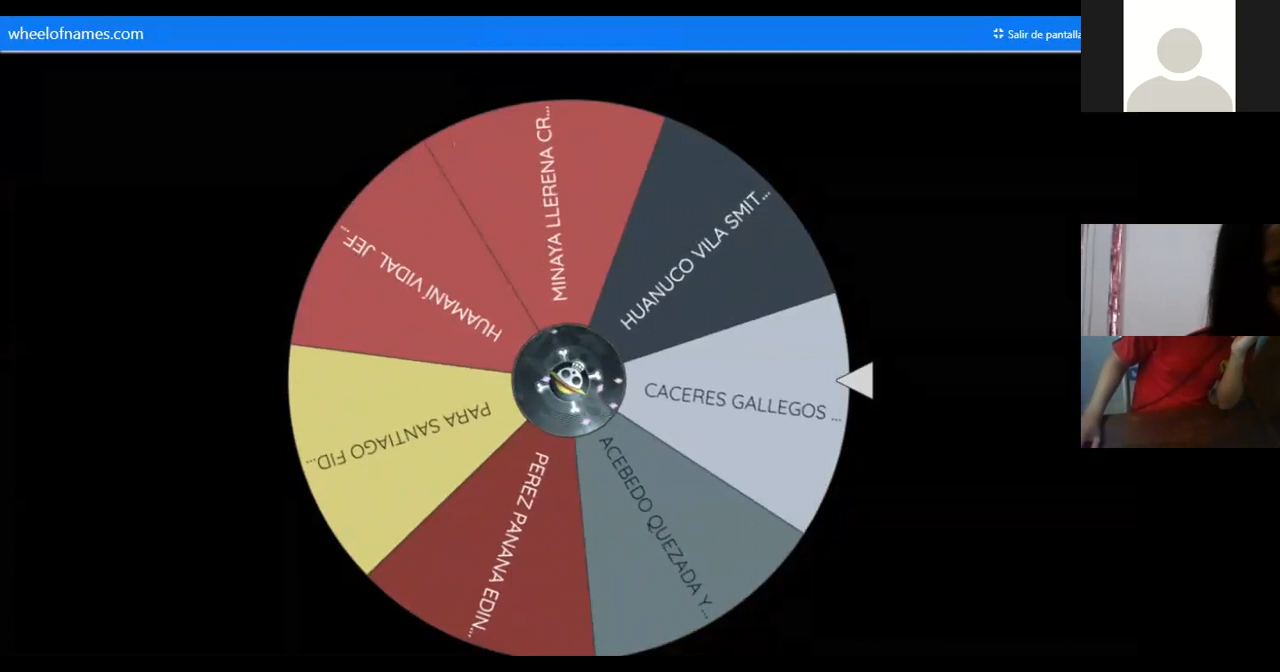 wheelofnames.com
Salir de pantalla
MINAYA LLERENA CR...
HUANUCO VILA SMIT...
CACERES GALLEGOS ...
ACEBEDO QUEZADA Y...
PEREZ PANANA EDIN...
PARA SANTIAGO FID...
HUAMANÍ VIDAL JEF...